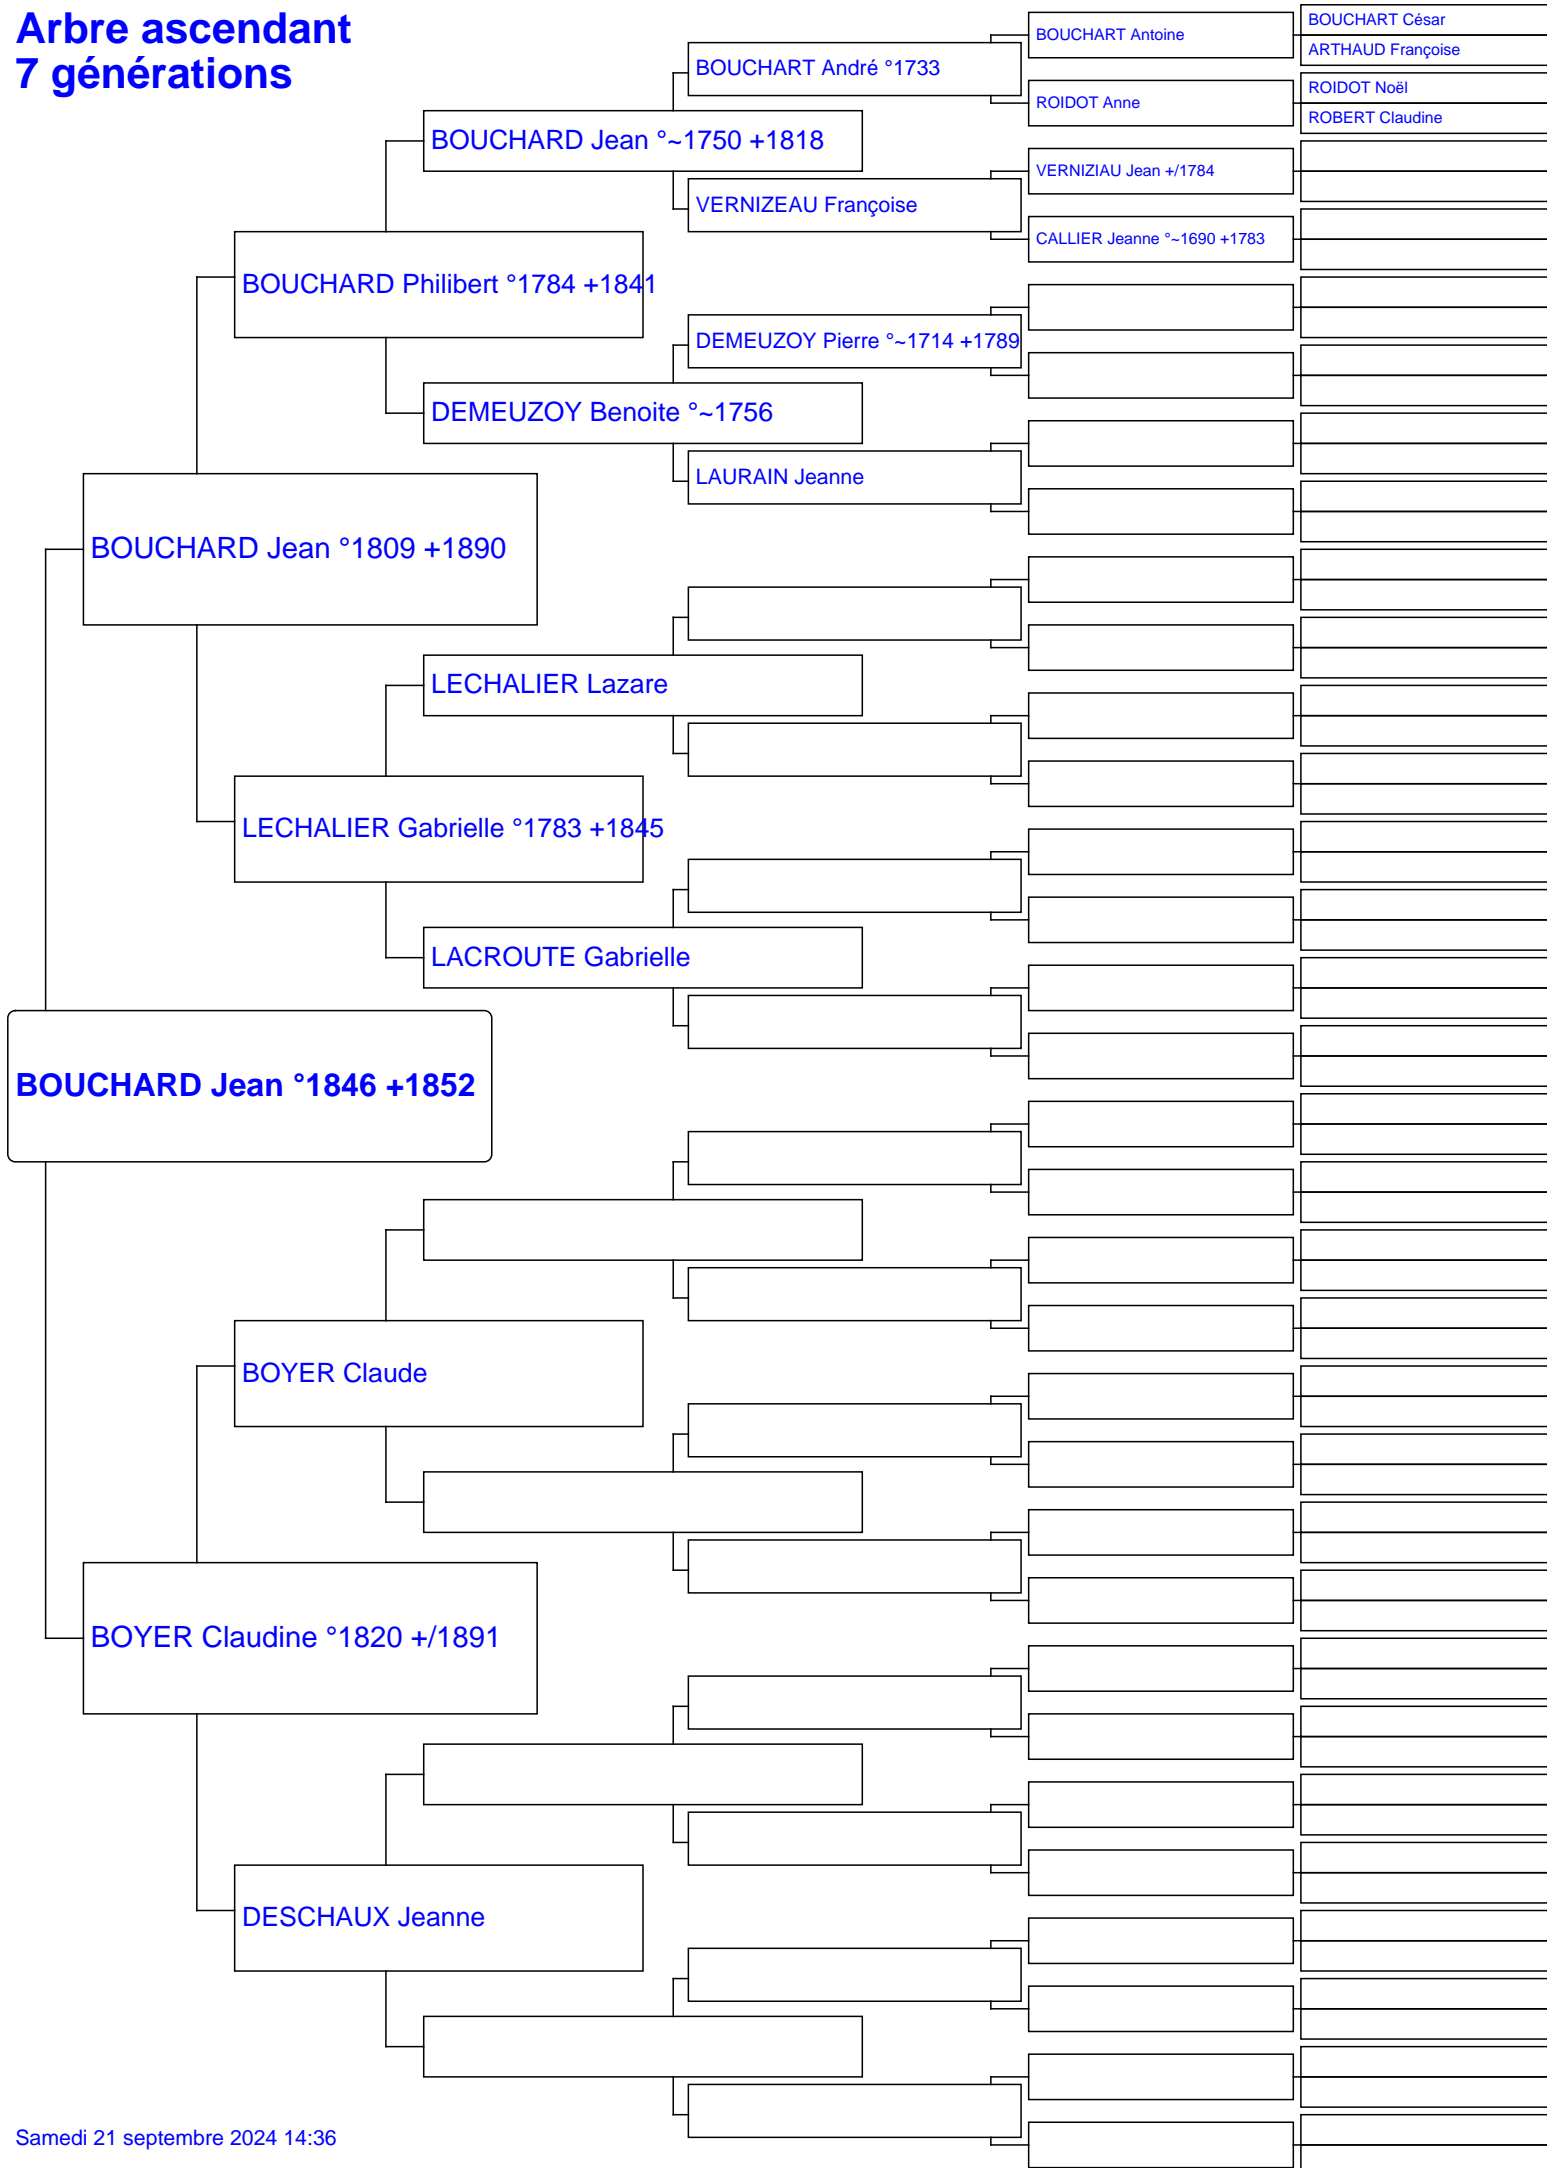 Arbre ascendant
7 générations
BOUCHART César
ARTHAUD Françoise
BOUCHART Antoine
BOUCHART André °1733
ROIDOT Noël
ROIDOT Anne
ROBERT Claudine
BOUCHARD Jean °~1750 +1818
VERNIZIAU Jean +/1784
VERNIZEAU Françoise
CALLIER Jeanne °~1690 +1783
BOUCHARD Philibert °1784 +1841
DEMEUZOY Pierre °~1714 +1789
DEMEUZOY Benoite °~1756
LAURAIN Jeanne
BOUCHARD Jean °1809 +1890
LECHALIER Lazare
LECHALIER Gabrielle °1783 +1845
LACROUTE Gabrielle
BOUCHARD Jean °1846 +1852
BOYER Claude
BOYER Claudine °1820 +/1891
DESCHAUX Jeanne
Samedi 21 septembre 2024 14:36